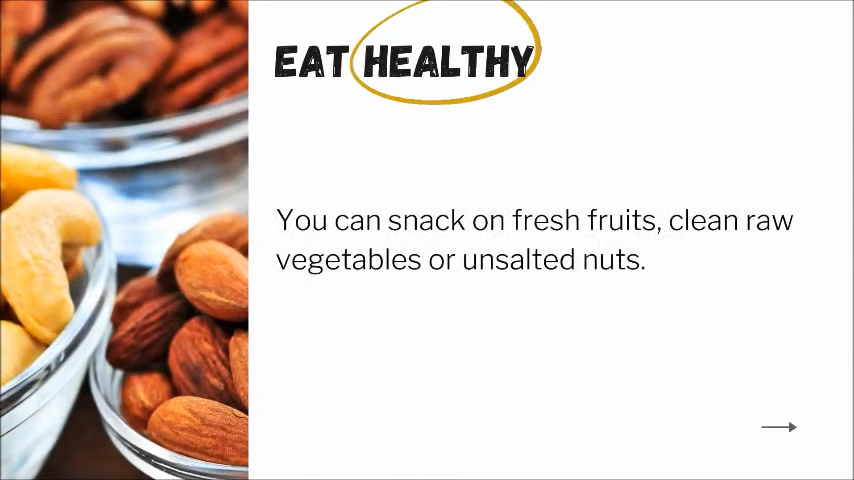 EAT HEALTHY
You can snack on fresh fruits, clean raw
vegetables or unsalted nuts.